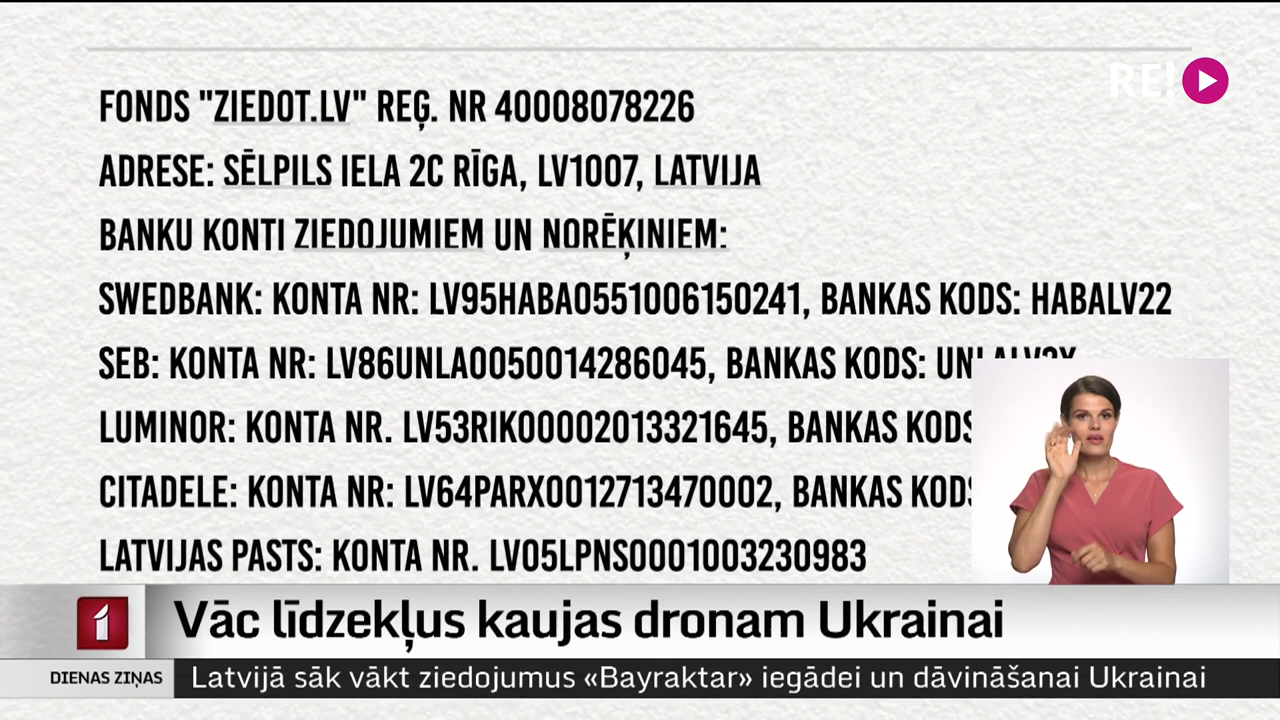 RE!
FONDS "ZIEDOT.LV" REĢ. NR 40008078226
ADRESE: SĒLPILS IELA 2C RĪGA, LV1007, LATVIJA
BANKU KONTI ZIEDOJUMIEM UN NORĒĶINIEM:
SWEDBANK: KONTA NR: LV95HABA0551006150241, BANKAS KODS: HABALV22
SEB: KONTA NR: LV86UNLA0050014286045, BANKAS KODS:
LUMINOR: KONTA NR. LV53RIKO0002013321645, BANKAS KODS
CITADELE: KONTA NR: LV64PARX0012713470002, BANKAS KODS
LATVIJAS PASTS: KONTA NR. LV05LPNS0001003230983
1 Vāc līdzekļus kaujas dronam Ukrainai
DIENAS ZIŅAS Latvijā sāk vākt ziedojumus «Bayraktar» iegādei un dāvināšanai Ukrainai